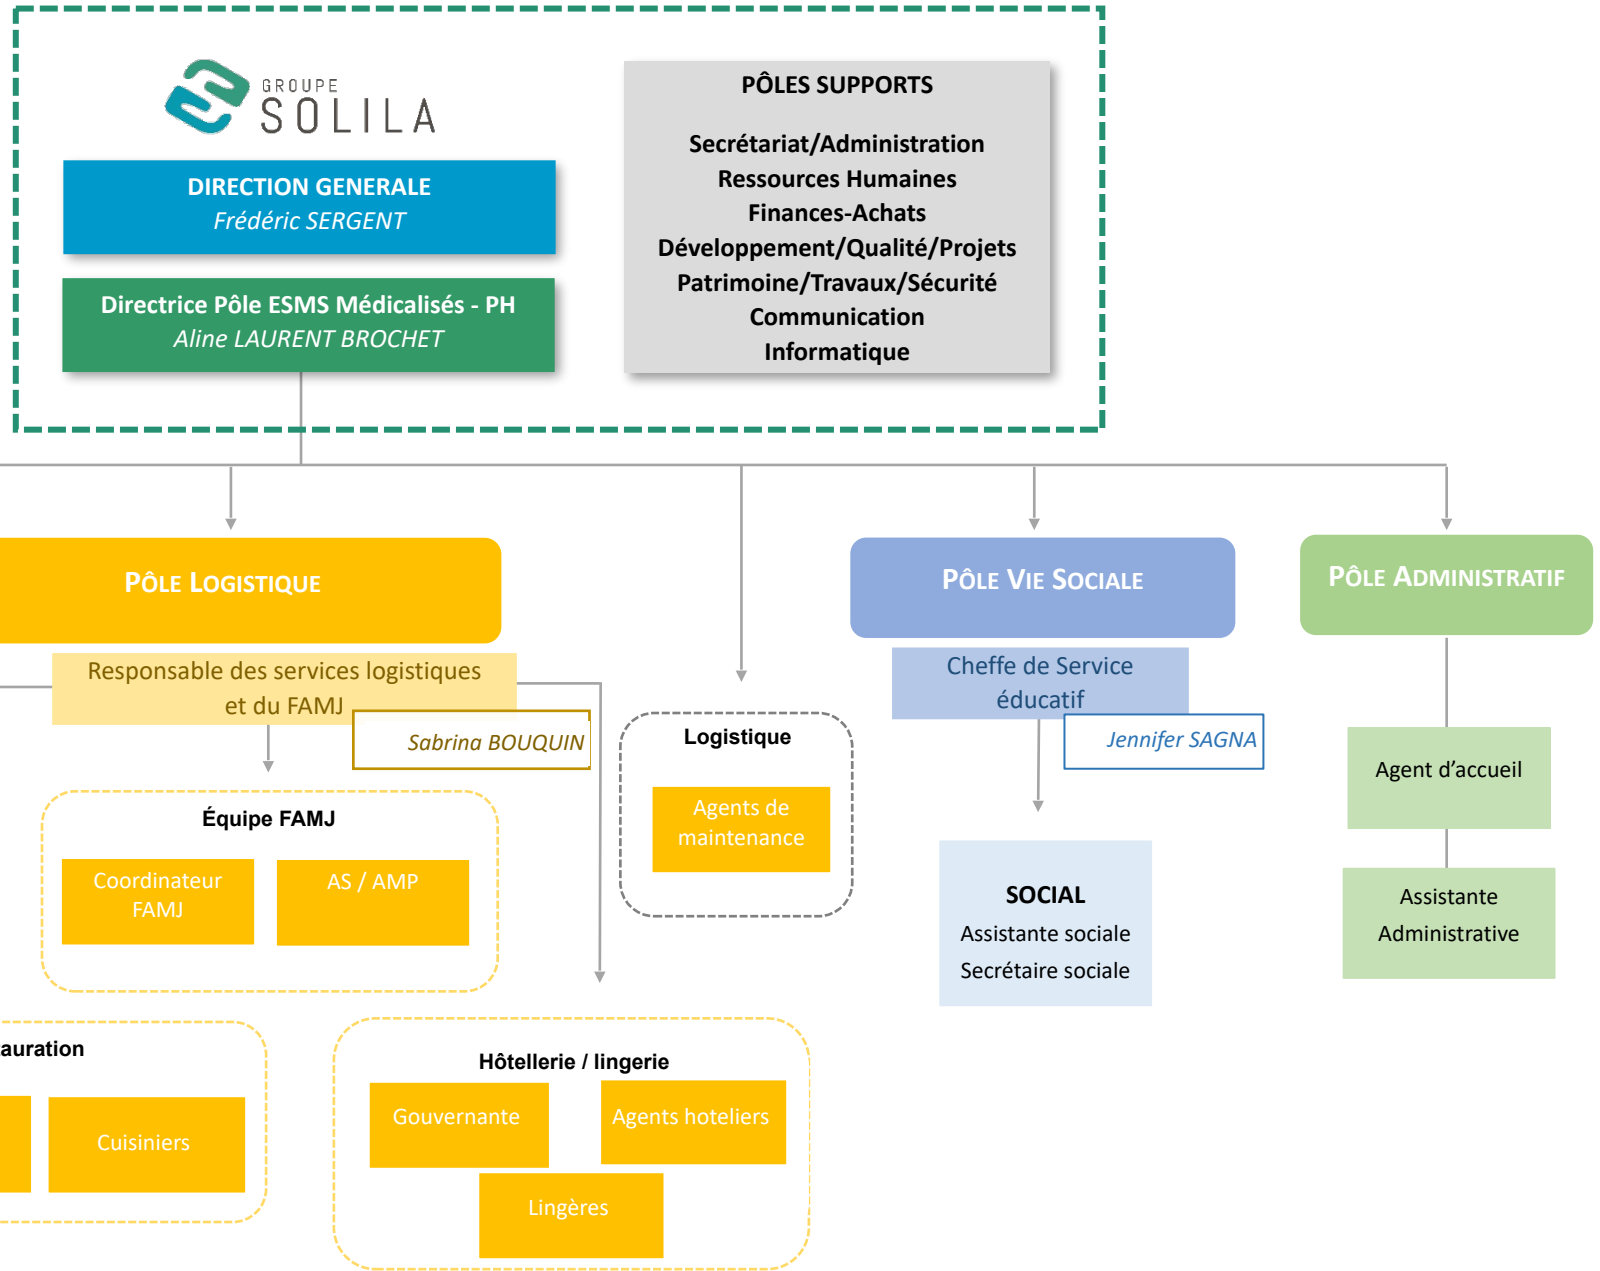 GROUPE
SOLILA
DIRECTION GENERALE
Frédéric SERGENT
Directrice Pôle ESMS Médicalisés - PH
Aline LAURENT BROCHET
PÔLES SUPPORTS
Secrétariat/Administration
Ressources Humaines
Finances-Achats
Développement/Qualité/Projets
Patrimoine/Travaux/Sécurité
Communication
Informatique
PÔLE LOGISTIQUE
Responsable des services logistiques
et du FAMJ
Sabrina BOUQUIN
Équipe FAMJ
Coordinateur
FAMJ
AS / AMP
auration
Cuisiniers
Hôtellerie / lingerie
Gouvernante
Agents hoteliers
Lingères
Logistique
Agents de
maintenance
PÔLE VIE SOCIALE
Cheffe de Service
éducatif
Jennifer SAGNA
SOCIAL
Assistante sociale
Secrétaire sociale
PÔLE ADMINISTRATIF
Agent d’accueil
Assistante
Administrative